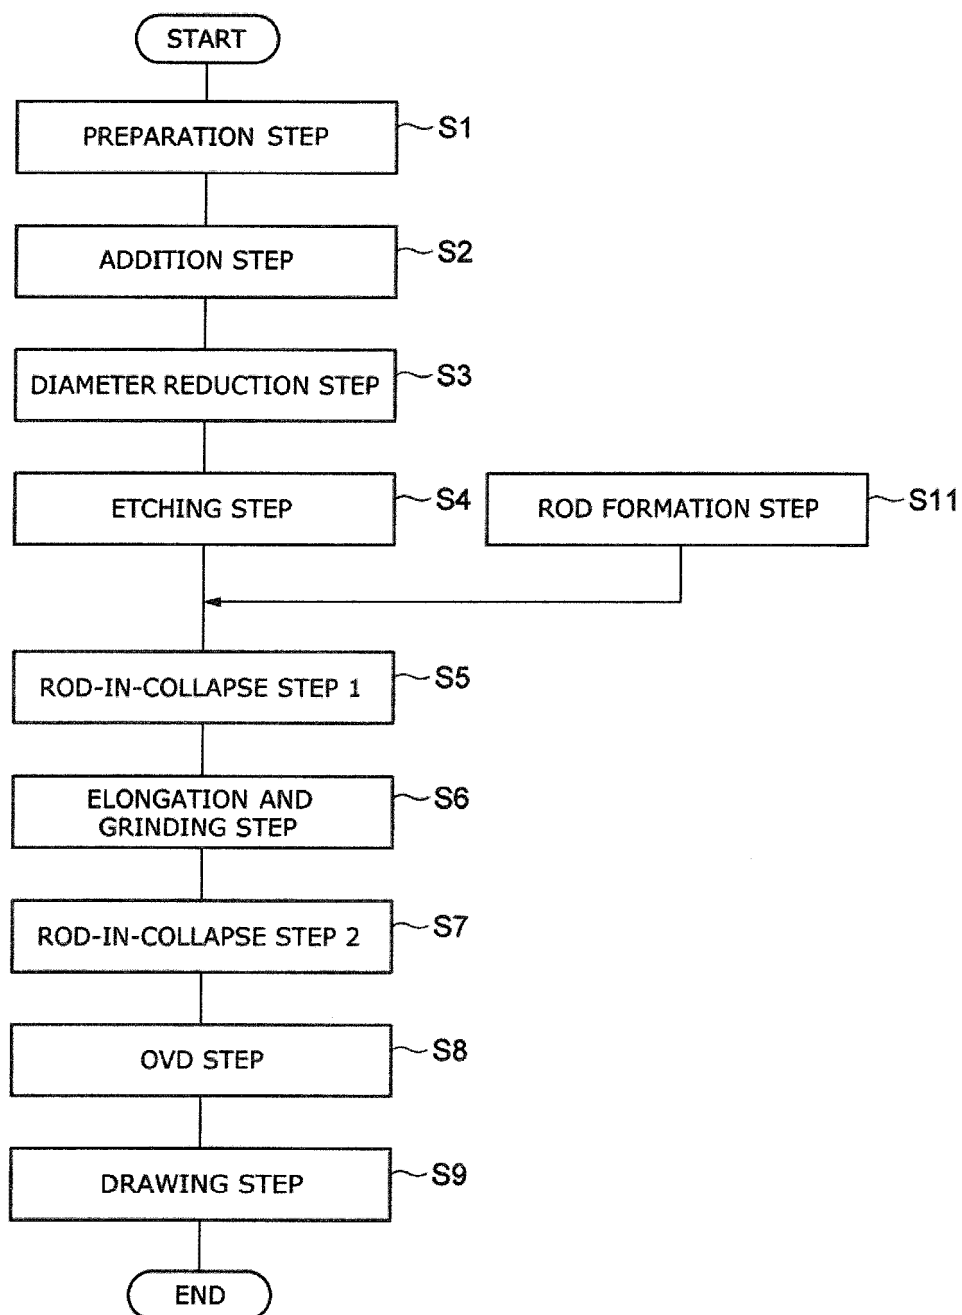 START
PREPARATION STEP
S1
ADDITION STEP
S2
DIAMETER REDUCTION STEP
S3
ETCHING STEP
S4
ROD FORMATION STEP
S11
ROD-IN-COLLAPSE STEP 1
S5
ELONGATION AND
GRINDING STEP
S6
ROD-IN-COLLAPSE STEP 2
S7
OVD STEP
S8
DRAWING STEP
S9
END